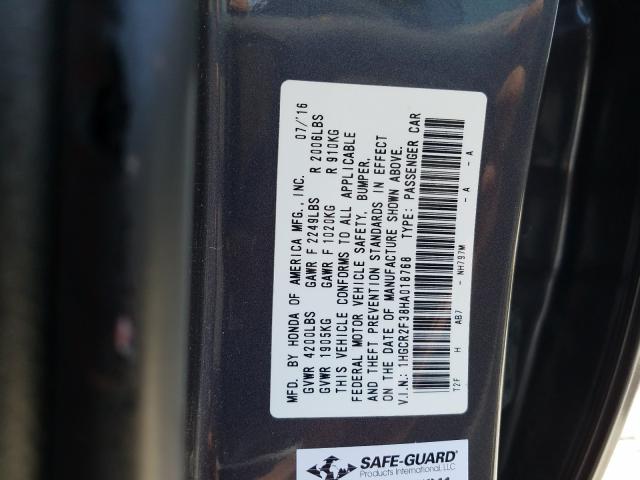 MFD. BY HONDA OF AMERICA MFG., INC. 07/'16
GVWR 4200LBS GAWR F 2249LBS R 2006LBS
GVWR 1905KG GAWR F 1020KG R 910KG
THIS VEHICLE CONFORMS TO ALL APPLICABLE
FEDERAL MOTOR VEHICLE SAFETY, BUMPER,
AND THEFT PREVENTION STANDARDS IN EFFECT
ON THE DATE OF MANUFACTURE SHOWN ABOVE.
V.I.N.: 1HGCR2F38HA018768 TYPE: PASSENGER CAR
T2F H AB7 - NH797M - A - A
SAFE-GUARD
Products International, LLC